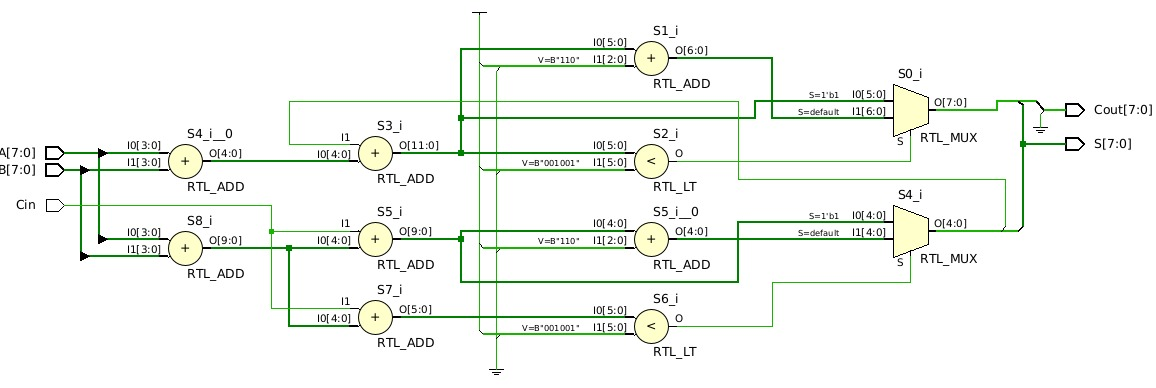 S1_i
I0[5:0]
O[6:0]
V=B"110"
I1[2:0]
RTL_ADD
S0_i
S=1'b1
I0[5:0]
O[7:0]
S=default
I1[6:0]
S
RTL_MUX
Cout[7:0]
S[7:0]
A[7:0]
B[7:0]
Cin
S4_i__0
I0[3:0]
O[4:0]
I1[3:0]
RTL_ADD
S3_i
I1
O[11:0]
I0[4:0]
RTL_ADD
S2_i
I0[5:0]
O
V=B"001001"
I1[5:0]
RTL_LT
S8_i
I0[3:0]
O[9:0]
I1[3:0]
RTL_ADD
S5_i
I1
O[9:0]
I0[4:0]
RTL_ADD
S5_i__0
I0[4:0]
O[4:0]
V=B"110"
I1[2:0]
RTL_ADD
S4_i
S=1'b1
I0[4:0]
O[4:0]
S=default
I1[4:0]
S
RTL_MUX
S7_i
I1
O[5:0]
I0[4:0]
RTL_ADD
S6_i
I0[5:0]
O
V=B"001001"
I1[5:0]
RTL_LT